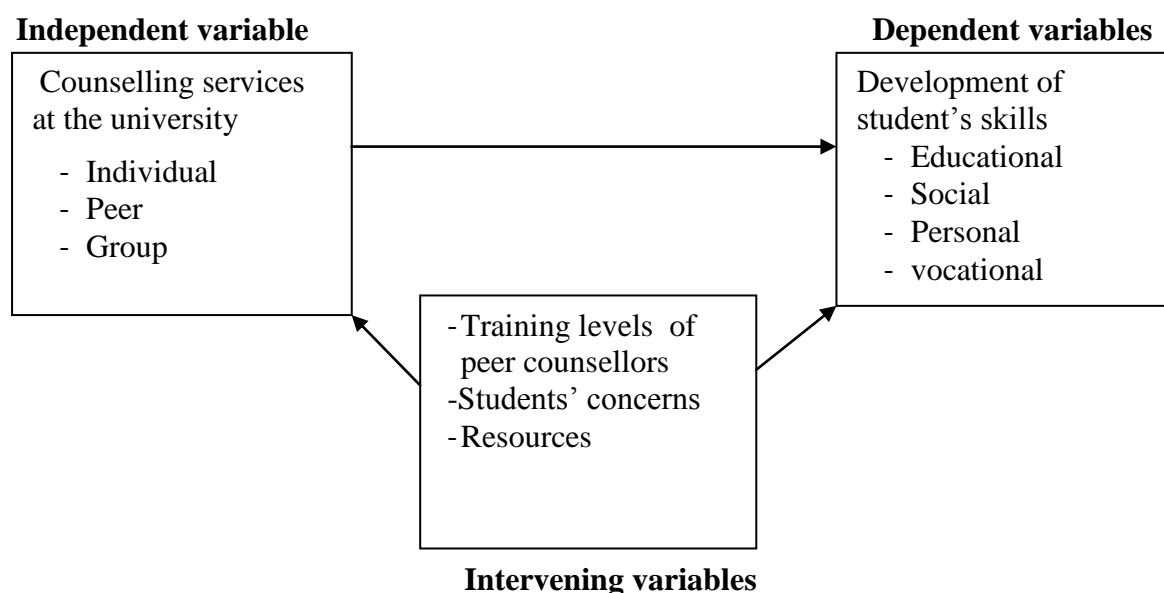 Independent variable
Counselling services
at the university
- Individual
- Peer
- Group
Dependent variables
Development of
student’s skills
- Educational
- Social
- Personal
- vocational
-Training levels of
peer counsellors
-Students’ concerns
-Resources
Intervening variables